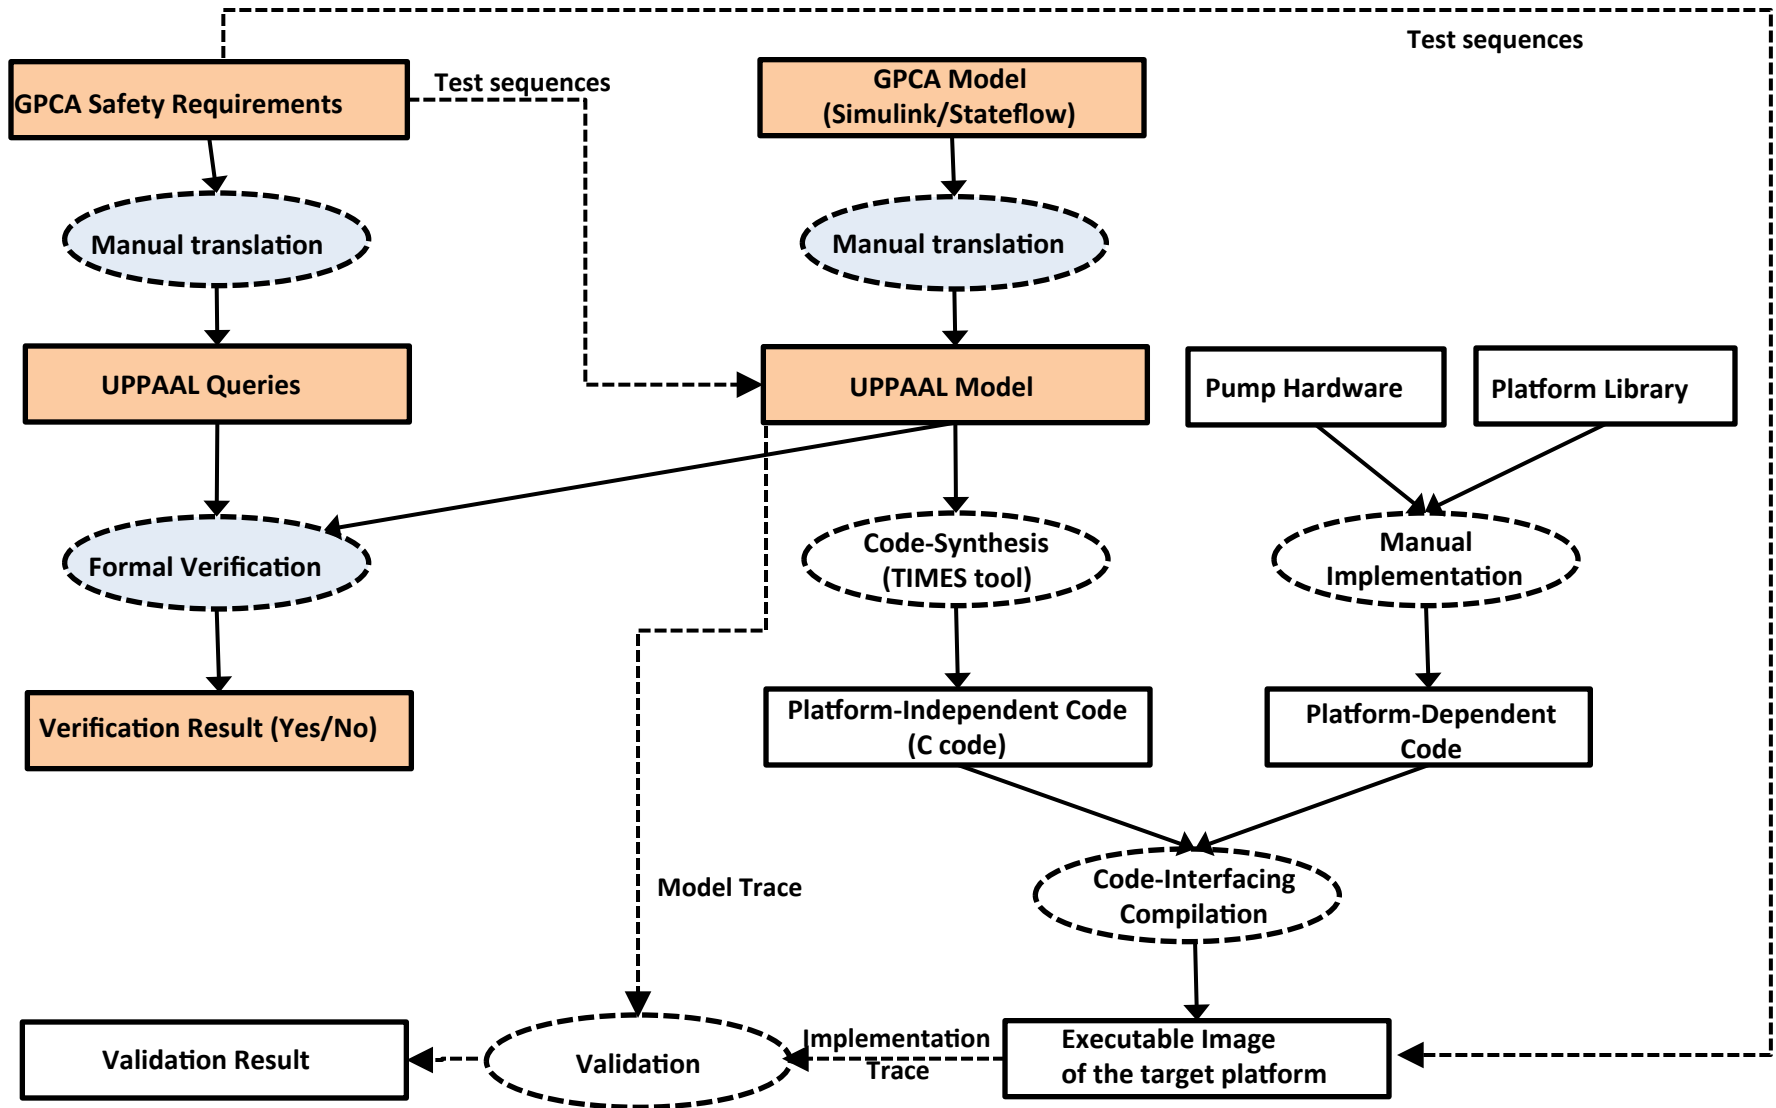 Test sequences
GPCA Safety Requirements
Test sequences
GPCA Model
(Simulink/Stateflow)
Manual translation
Manual translation
UPPAAL Queries
UPPAAL Model
Pump Hardware
Platform Library
Formal Verification
Code-Synthesis
(TIMES tool)
Manual
Implementation
Verification Result (Yes/No)
Platform-Independent Code
(C code)
Platform-Dependent
Code
Model Trace
Code-Interfacing
Compilation
Validation Result
Validation
Implementation
Trace
Executable Image
of the target platform